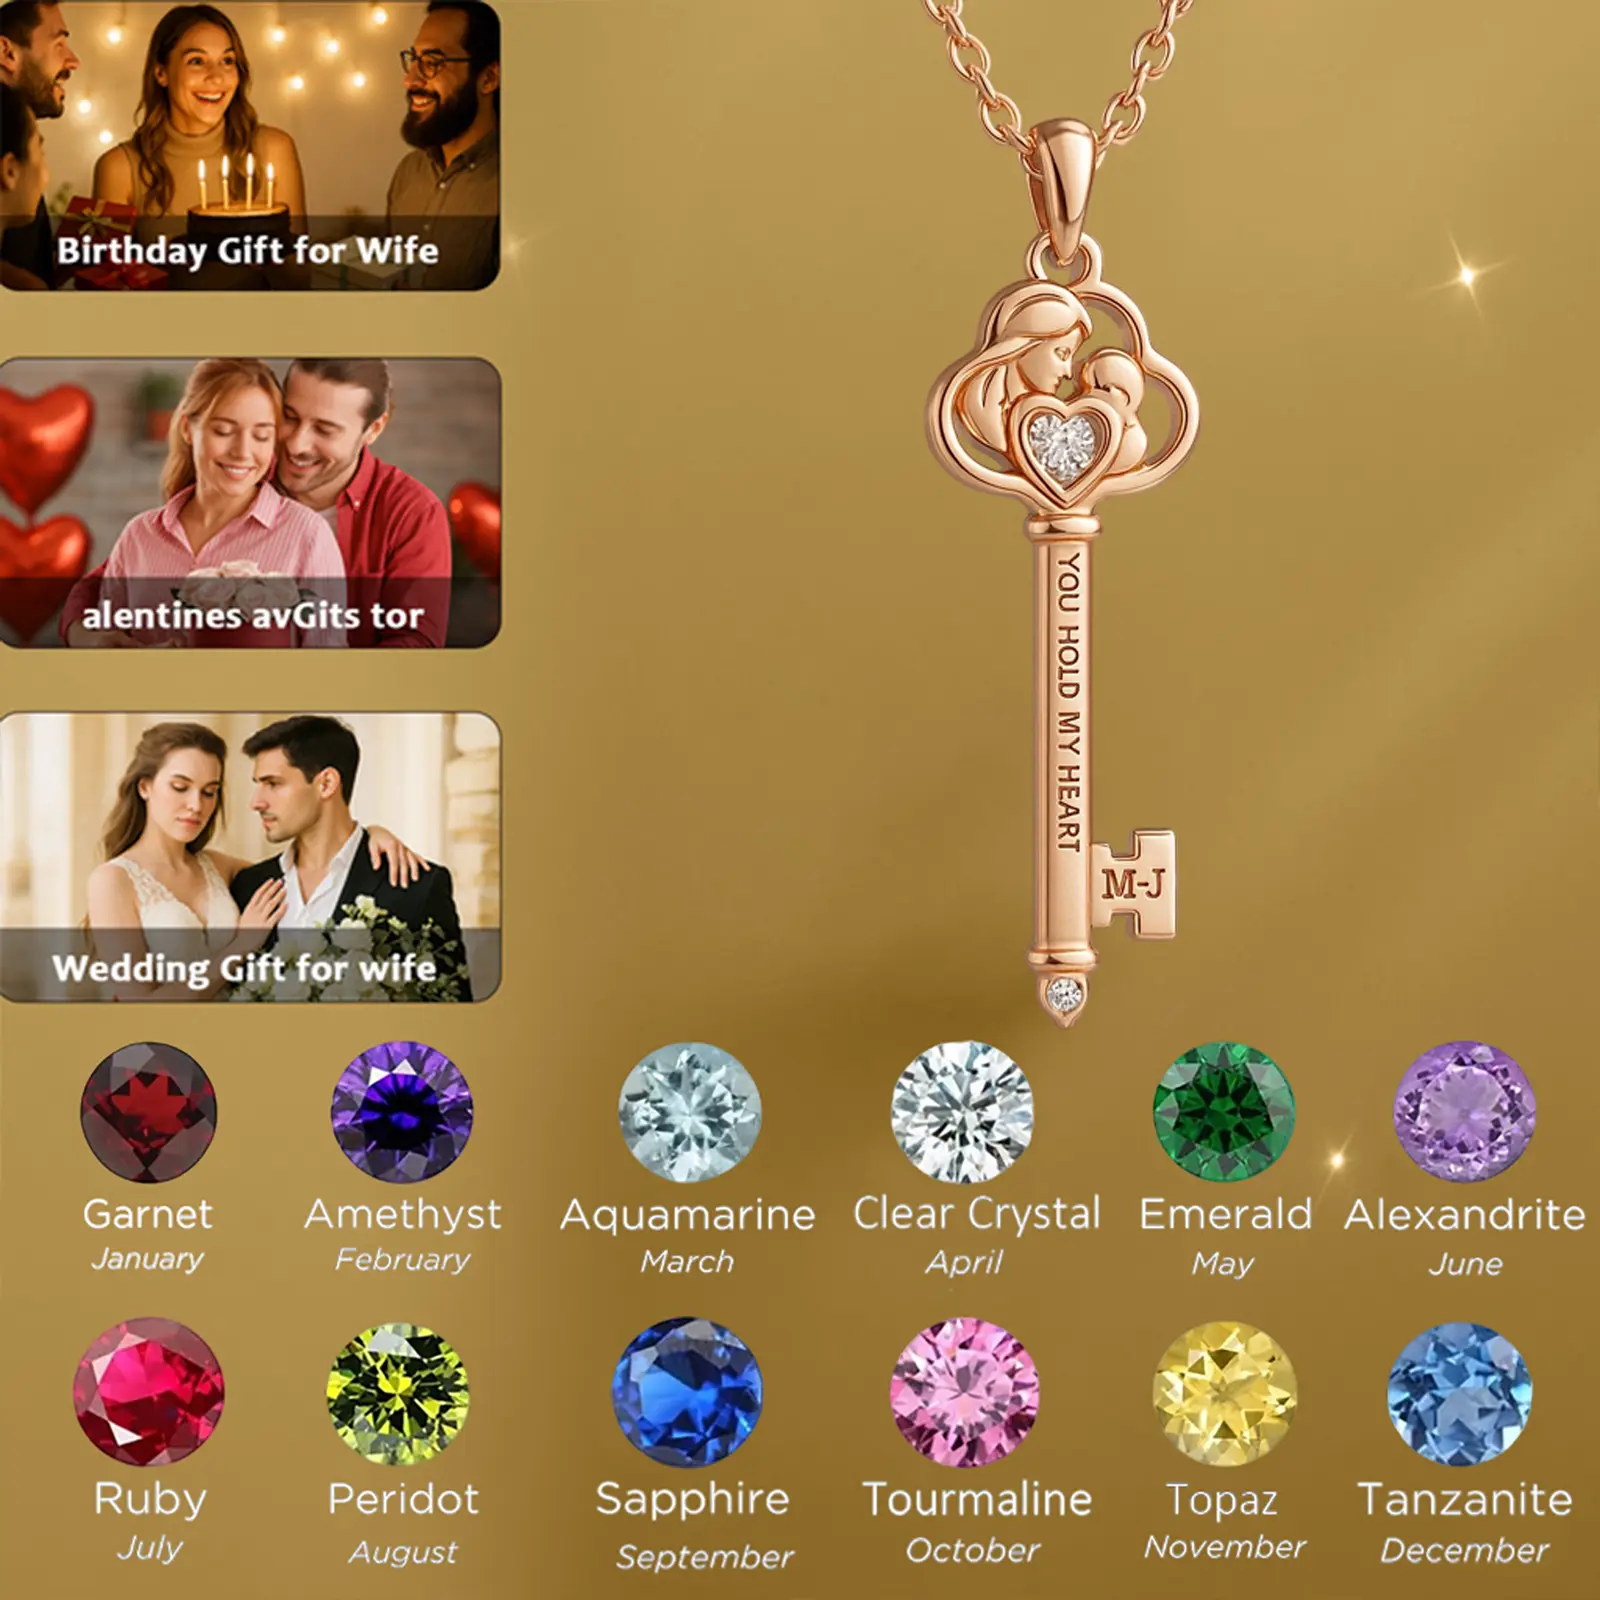 Birthday Gift for Wife
alentines avGits tor
Wedding Gift for wife
YOU HOLD MY HEART
M-J
Garnet
January
Amethyst
February
Aquamarine
March
Clear Crystal
April
Emerald
May
Alexandrite
June
Ruby
July
Peridot
August
Sapphire
September
Tourmaline
October
Topaz
November
Tanzanite
December